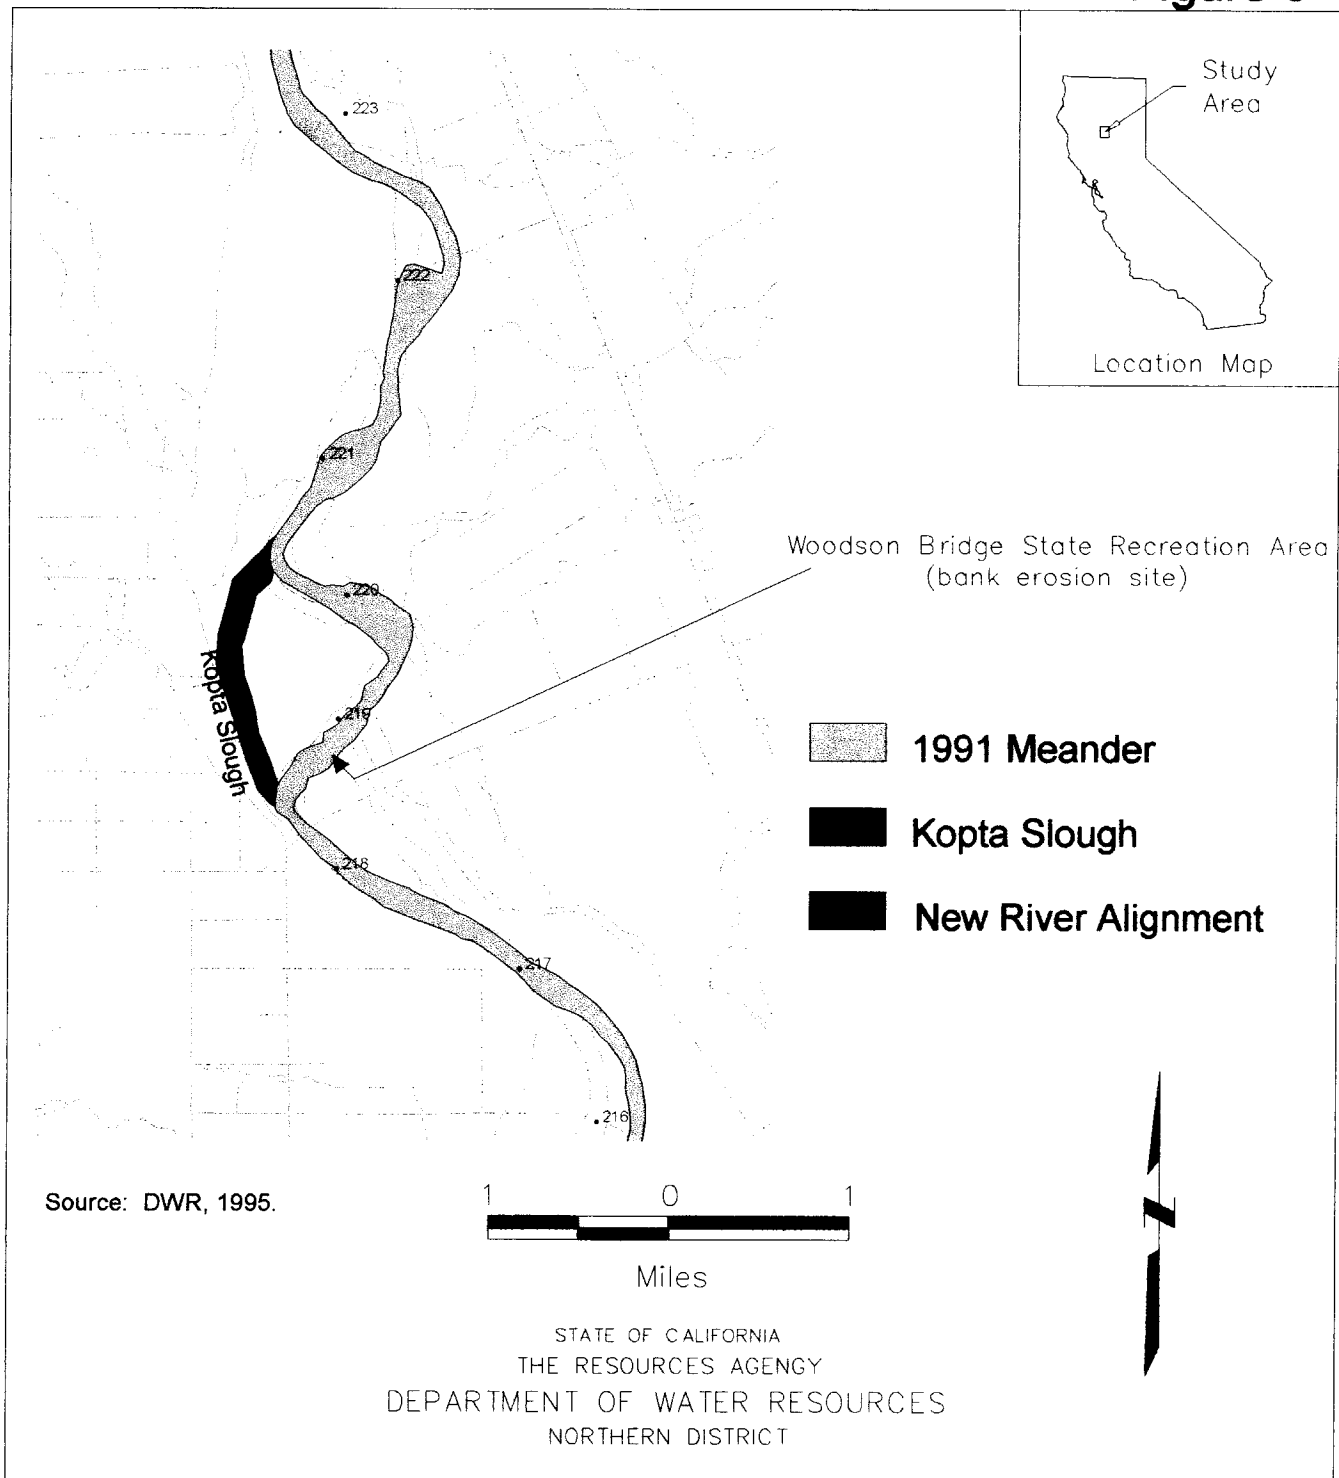 Study
Area
Location Map
223
222
221
220
219
218
217
216
Kopta Slough
Woodson Bridge State Recreation Area
(bank erosion site)
1991 Meander
Kopta Slough
New River Alignment
Source: DWR, 1995.
1 0 1
Miles
N
STATE OF CALIFORNIA
THE RESOURCES AGENCY
DEPARTMENT OF WATER RESOURCES
NORTHERN DISTRICT